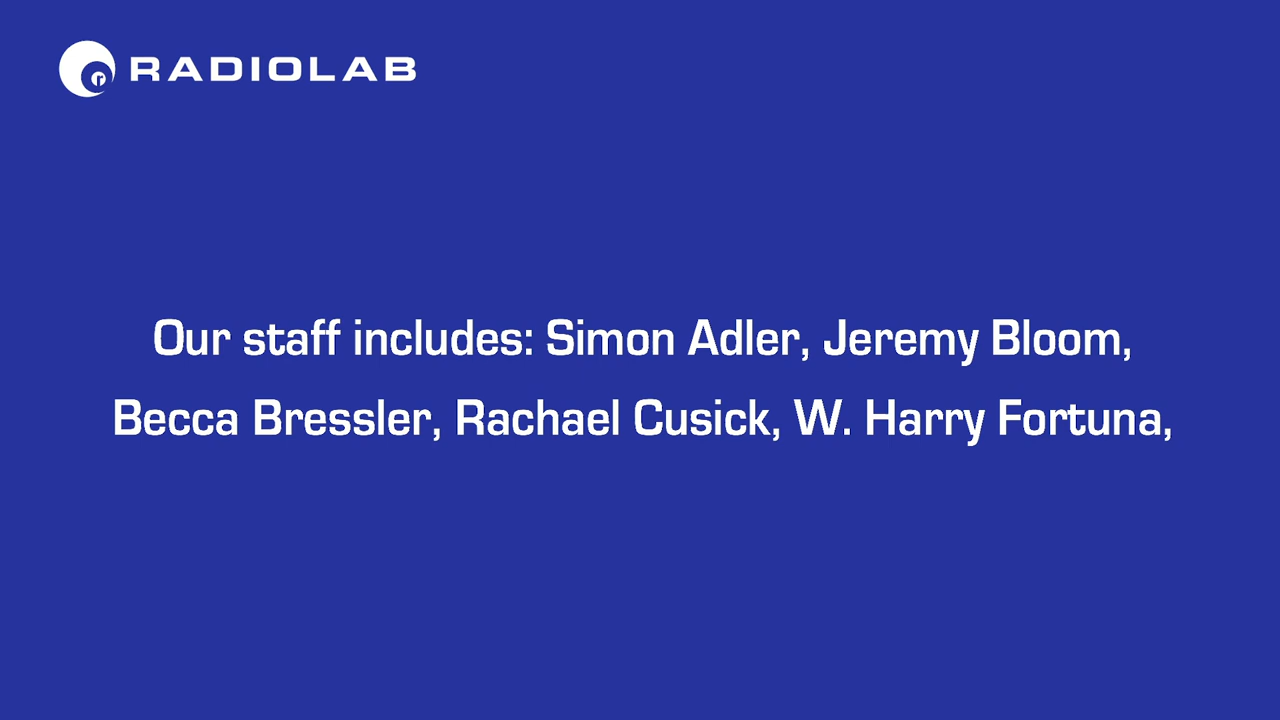 RADIOLAB
Our staff includes: Simon Adler, Jeremy Bloom,
Becca Bressler, Rachael Cusick, W. Harry Fortuna,